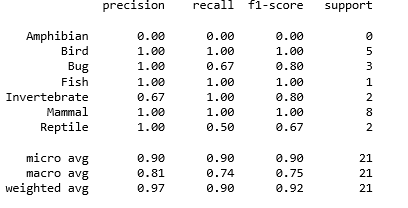 precision recall f1-score support
Amphibian 0.00 0.00 0.00 0
Bird 1.00 1.00 1.00 5
Bug 1.00 0.67 0.80 3
Fish 1.00 1.00 1.00 1
Invertebrate 0.67 1.00 0.80 2
Mammal 1.00 1.00 1.00 8
Reptile 1.00 0.50 0.67 2
micro avg 0.90 0.90 0.90 21
macro avg 0.81 0.74 0.75 21
weighted avg 0.97 0.90 0.92 21